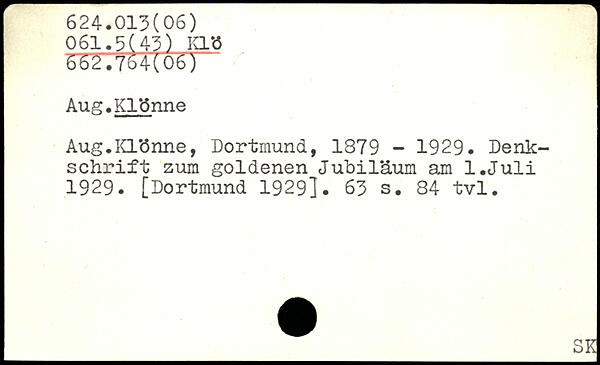 624.013(06)
061.5(43) Klö
662.764(06)
Aug.Klönne
Aug.Klönne, Dortmund, 1879 - 1929. Denk-
schrift zum goldenen Jubiläum am 1.Juli
1929. [Dortmund 1929]. 63 s. 84 tvl.
SK